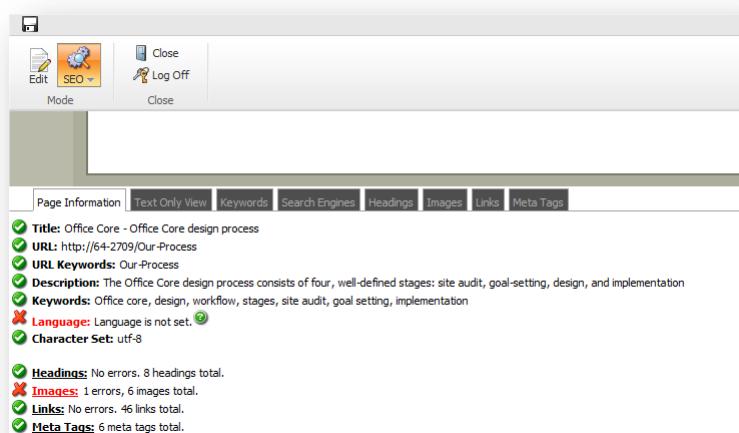 Close
Edit SEO Log Off
Mode Close
Page Information Text Only View Keywords Search Engines Headings Images Links Meta Tags
Title: Office Core - Office Core design process
URL: http://64-2709/Our-Process
URL Keywords: Our-Process
Description: The Office Core design process consists of four, well-defined stages: site audit, goal-setting, design, and implementation
Keywords: Office core, design, workflow, stages, site audit, goal setting, implementation
Language: Language is not set.
Character Set: utf-8
Headings: No errors. 8 headings total.
Images: 1 errors, 6 images total.
Links: No errors. 46 links total.
Meta Tags: 6 meta tags total.